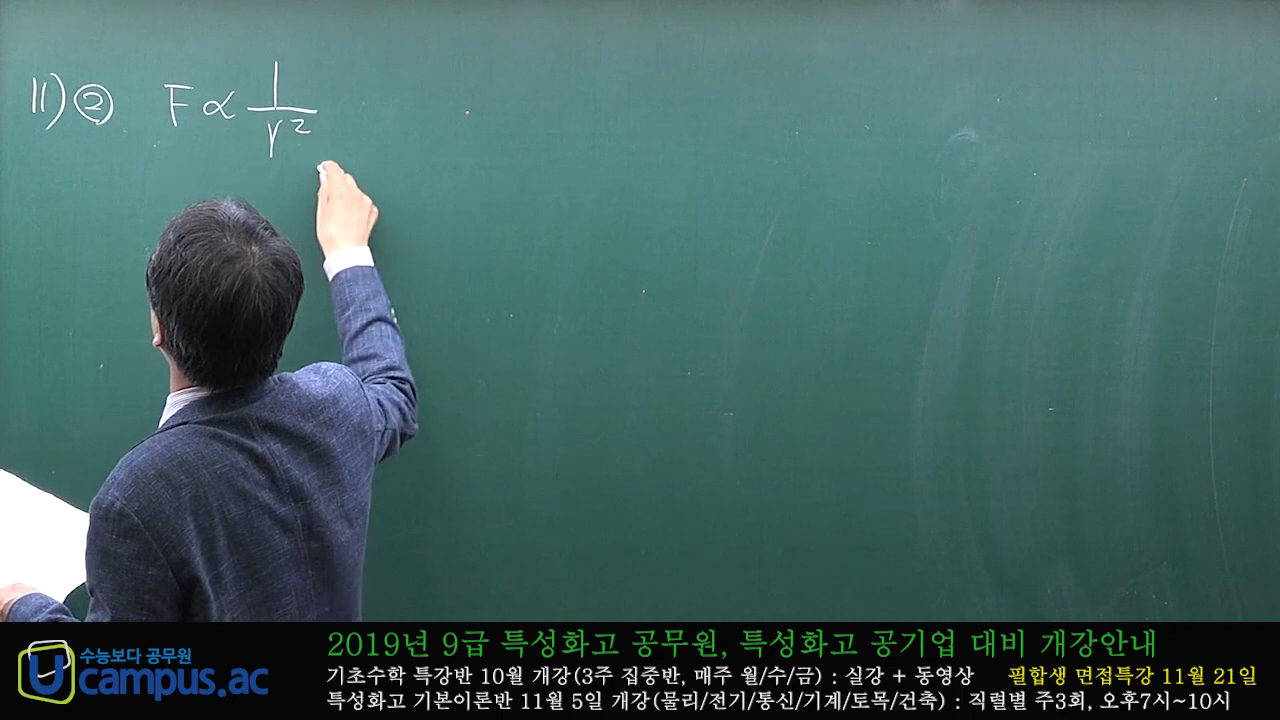 11) ② F ∝ 1/r²
2019년 9급 특성화고 공무원, 특성화고 공기업 대비 개강안내
수능보다 공무원
Ucampus.ac
기초수학 특강반 10월 개강(3주 집중반, 매주 월/수/금) : 실강 + 동영상 필합생 면접특강 11월 21일
특성화고 기본이론반 11월 5일 개강(물리/전기/통신/기계/토목/건축) : 직렬별 주3회, 오후7시~10시